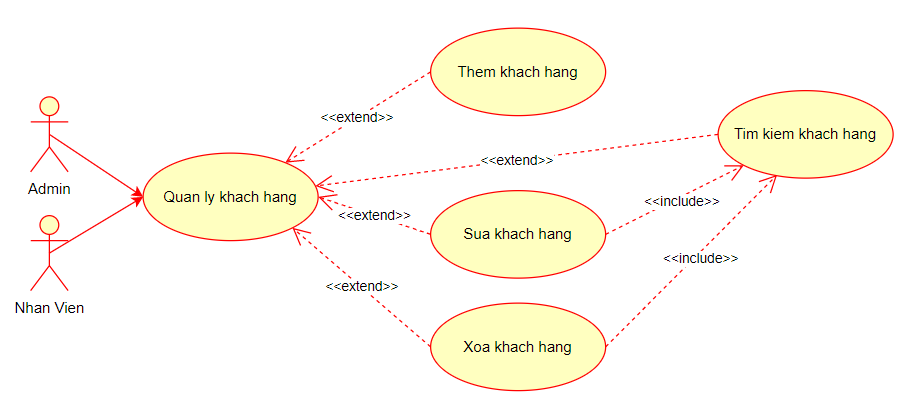 Them khach hang
<<extend>>
Tim kiem khach hang
<<extend>>
Admin
Quan ly khach hang
<<include>>
<<extend>>
Sua khach hang
<<include>>
Nhan Vien
<<extend>>
Xoa khach hang